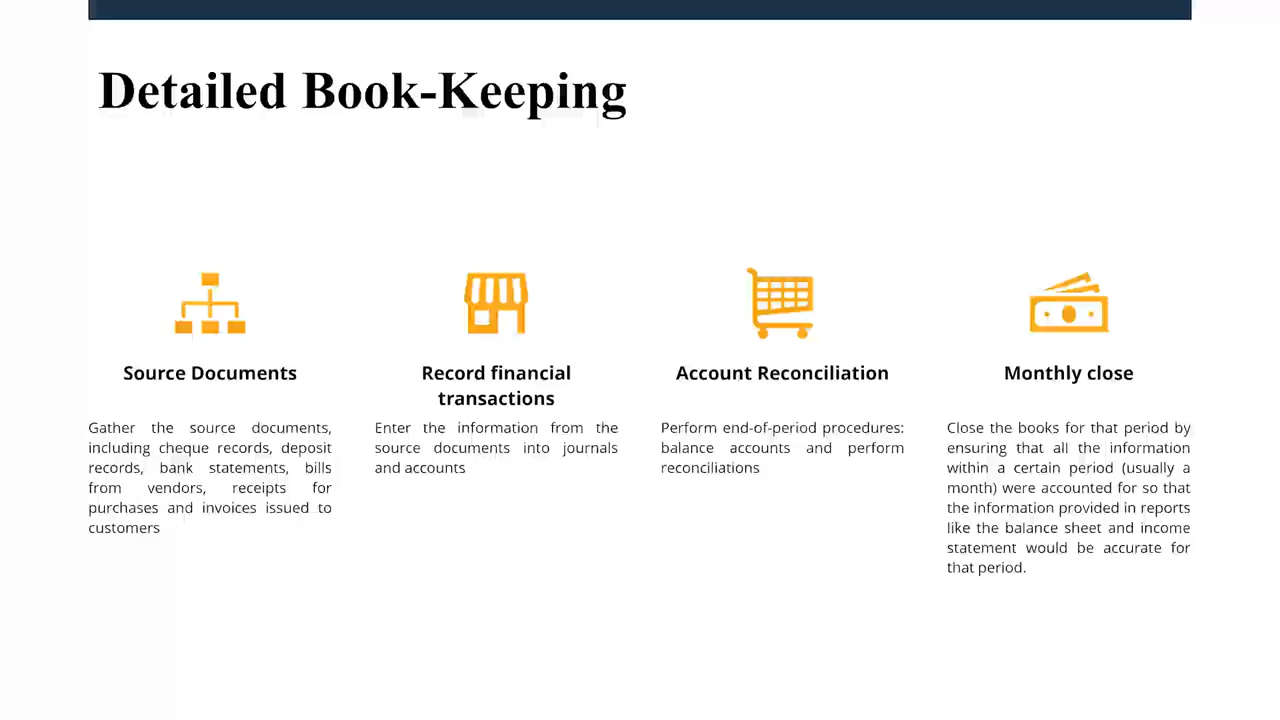 Detailed Book-Keeping
Source Documents
Gather the source documents,
including cheque records, deposit
records, bank statements, bills
from vendors, receipts for
purchases and invoices issued to
customers
Record financial
transactions
Enter the information from the
source documents into journals
and accounts
Account Reconciliation
Perform end-of-period procedures:
balance accounts and perform
reconciliations
Monthly close
Close the books for that period by
ensuring that all the information
within a certain period (usually a
month) were accounted for so that
the information provided in reports
like the balance sheet and income
statement would be accurate for
that period.